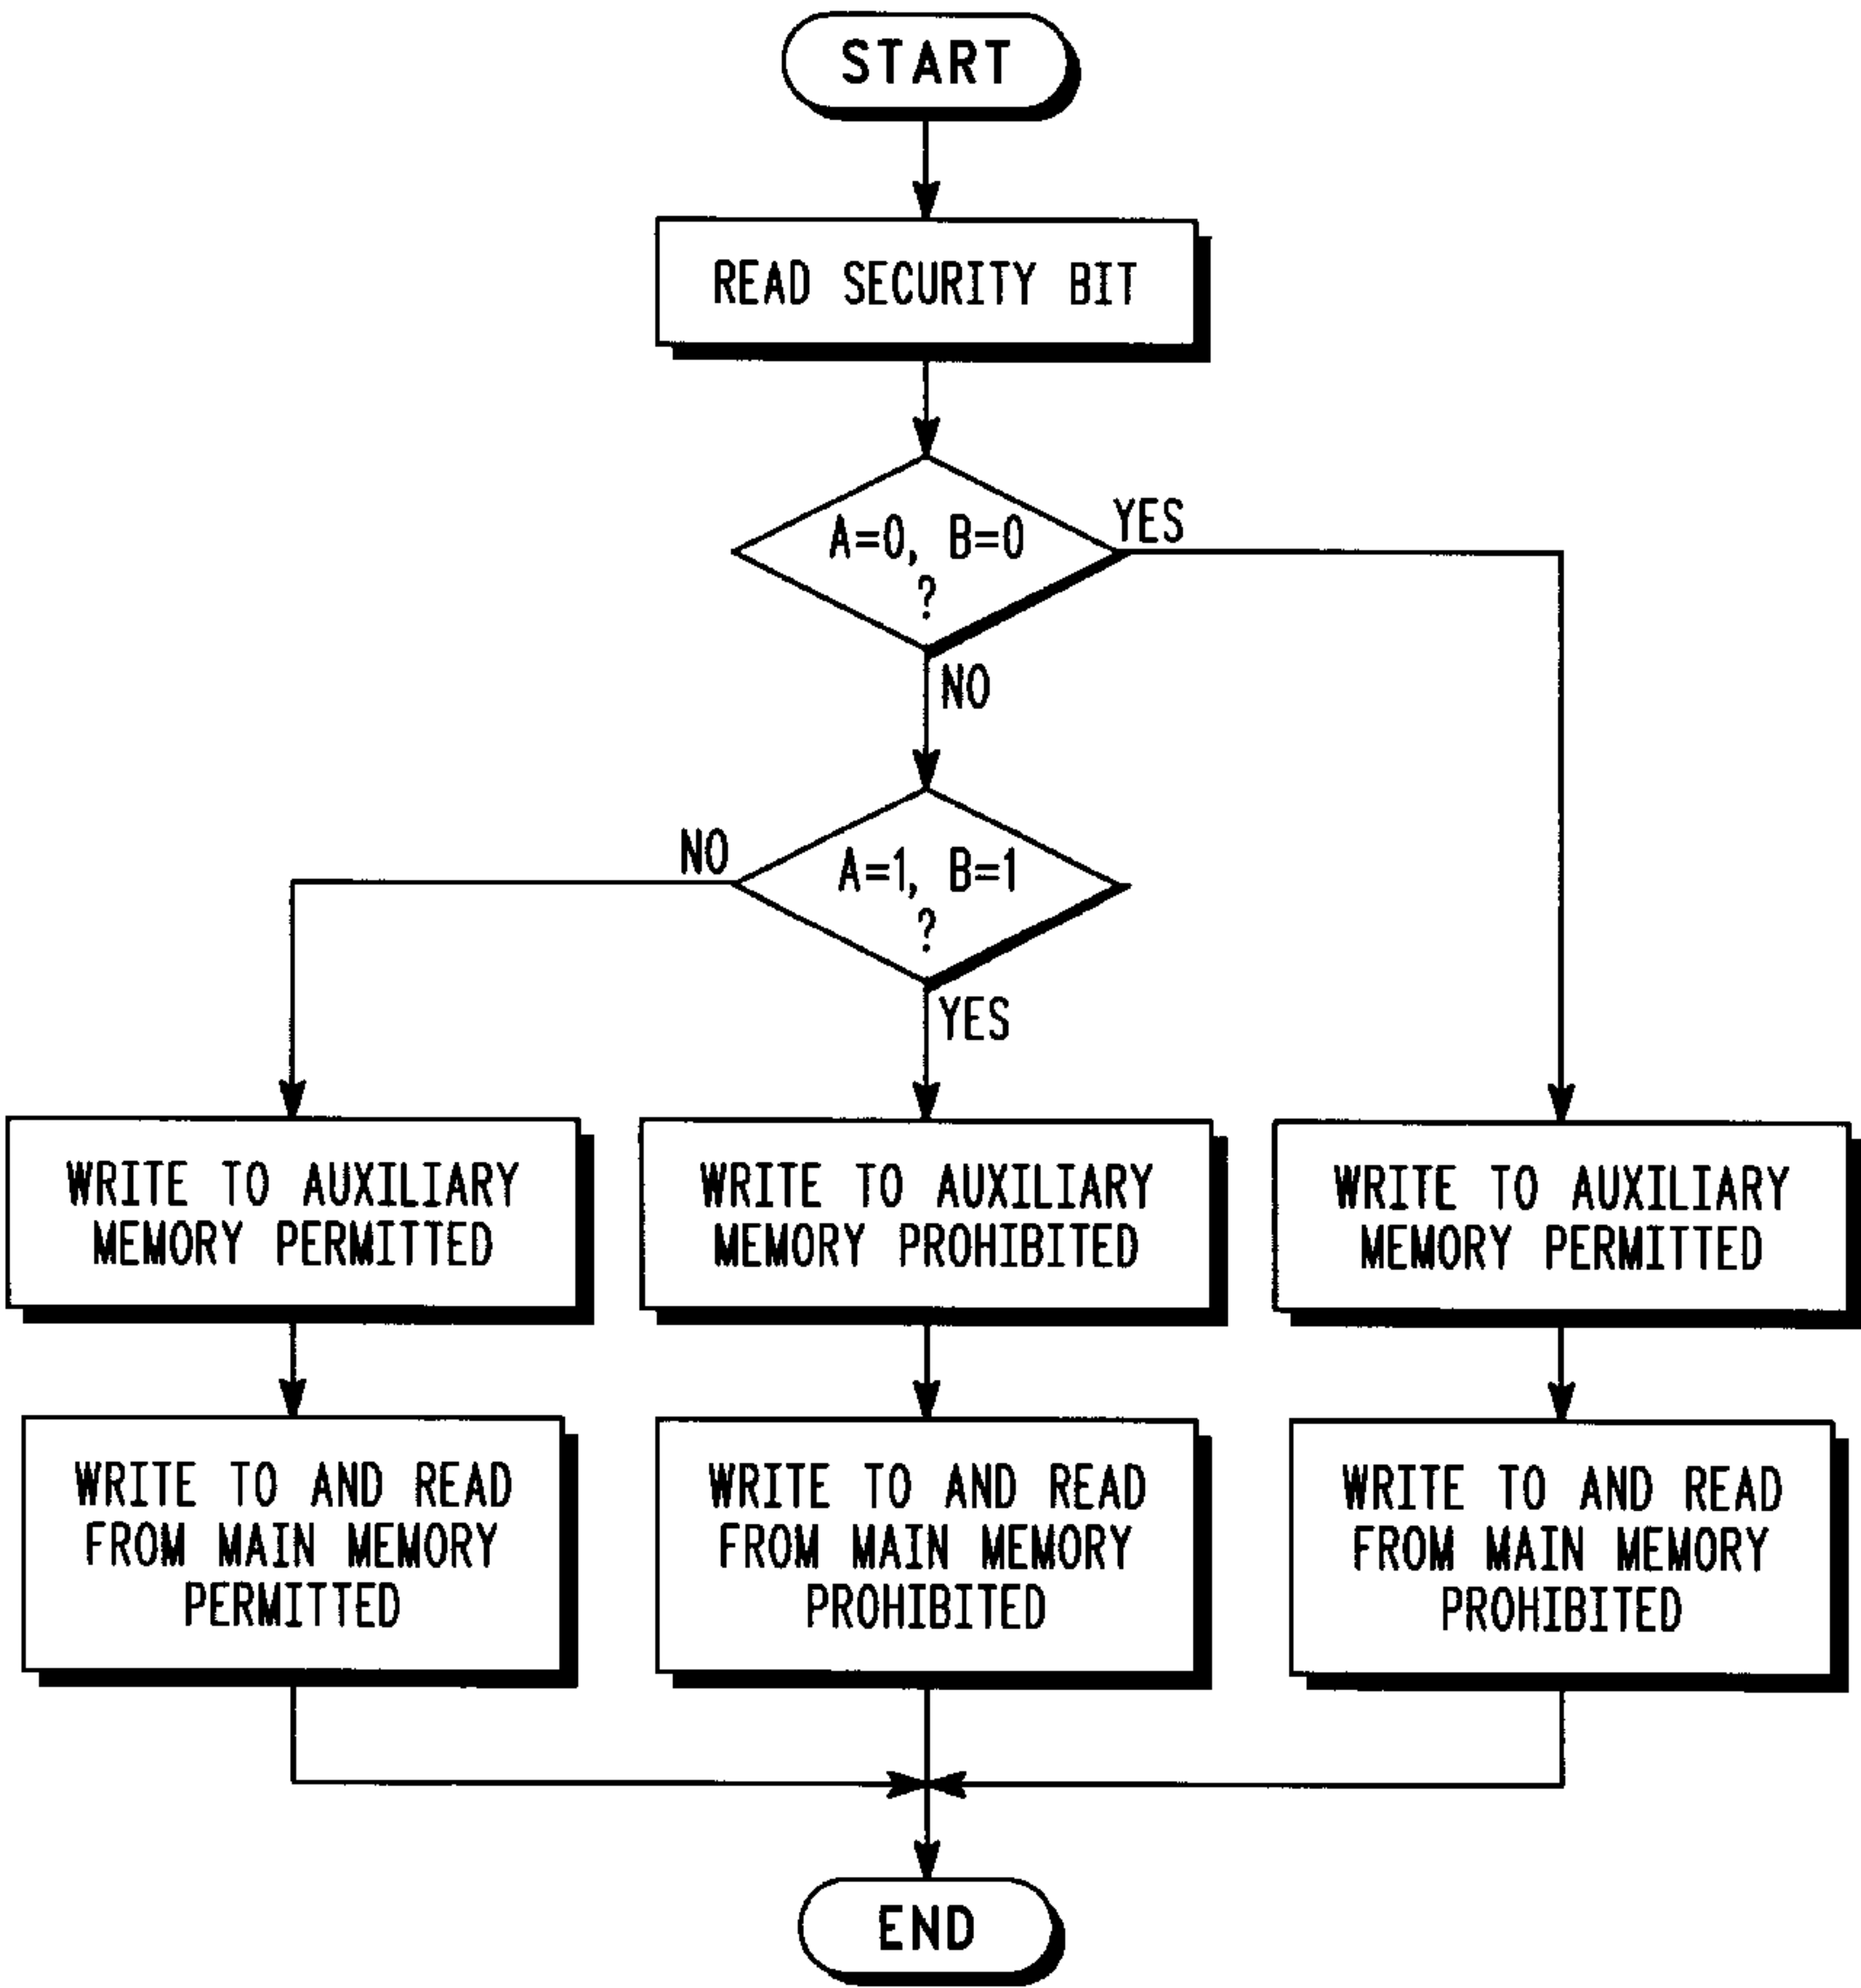 START
READ SECURITY BIT
A=0, B=0
?
YES
NO
A=1, B=1
?
NO
YES
WRITE TO AUXILIARY
MEMORY PERMITTED
WRITE TO AUXILIARY
MEMORY PROHIBITED
WRITE TO AUXILIARY
MEMORY PERMITTED
WRITE TO AND READ
FROM MAIN MEMORY
PERMITTED
WRITE TO AND READ
FROM MAIN MEMORY
PROHIBITED
WRITE TO AND READ
FROM MAIN MEMORY
PROHIBITED
END